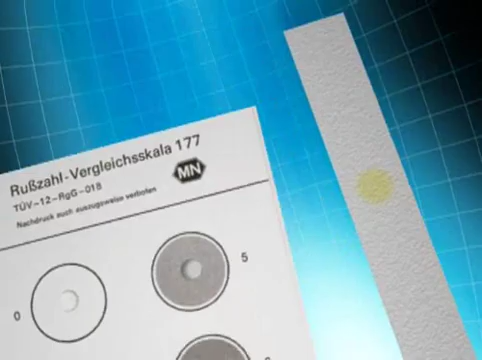 Rußzahl-Vergleichsskala 177
TÜV-12-RgG-018
MN
Nachdruck auch auszugsweise verboten
0
5